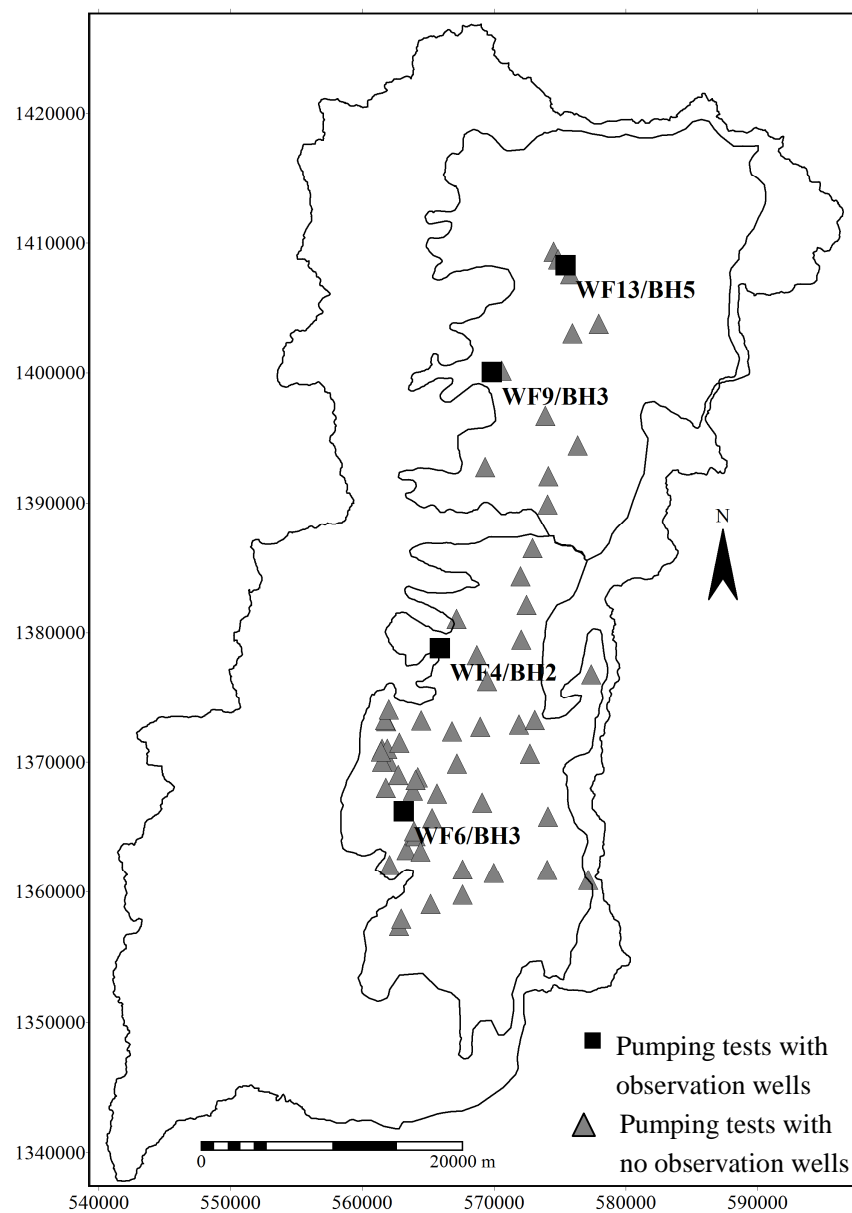 1420000
1410000
WF13/BH5
1400000
WF9/BH3
1390000
N
1380000
WF4/BH2
1370000
WF6/BH3
1360000
1350000
Pumping tests with
observation wells
Pumping tests with
no observation wells
1340000
0 20000 m
540000 550000 560000 570000 580000 590000